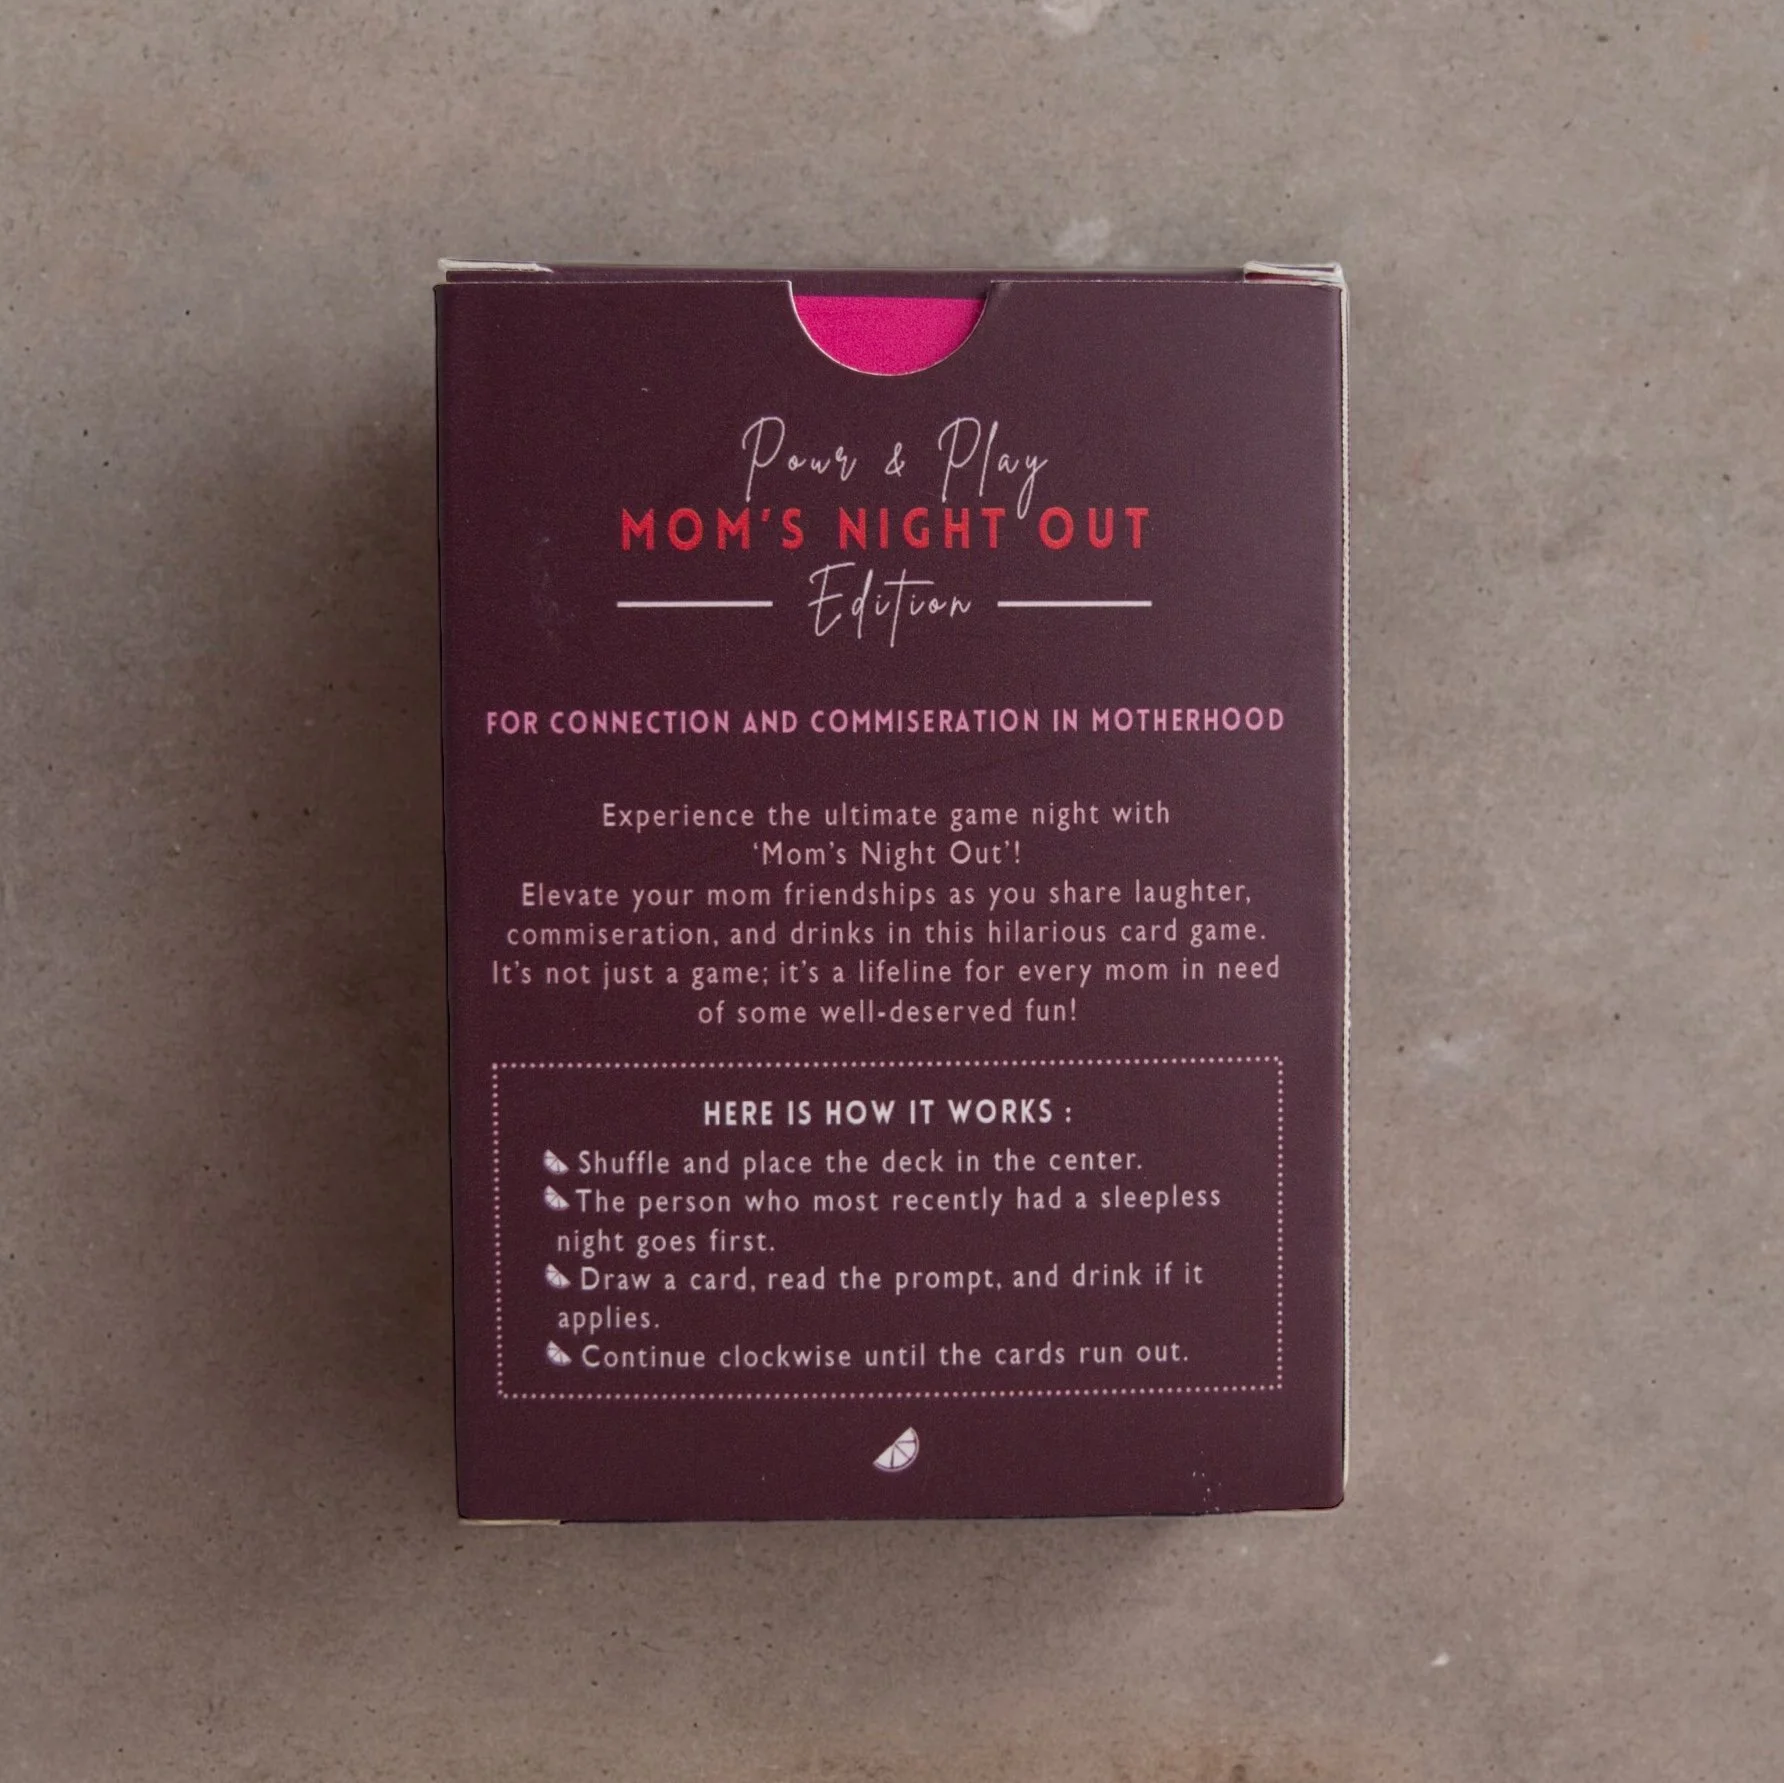 Pour & Play
MOM'S NIGHT OUT
Edition
FOR CONNECTION AND COMMISERATION IN MOTHERHOOD
Experience the ultimate game night with
‘Mom’s Night Out’!
Elevate your mom friendships as you share laughter,
commiseration, and drinks in this hilarious card game.
It’s not just a game; it’s a lifeline for every mom in need
of some well-deserved fun!
HERE IS HOW IT WORKS :
Shuffle and place the deck in the center.
The person who most recently had a sleepless
night goes first.
Draw a card, read the prompt, and drink if it
applies.
Continue clockwise until the cards run out.